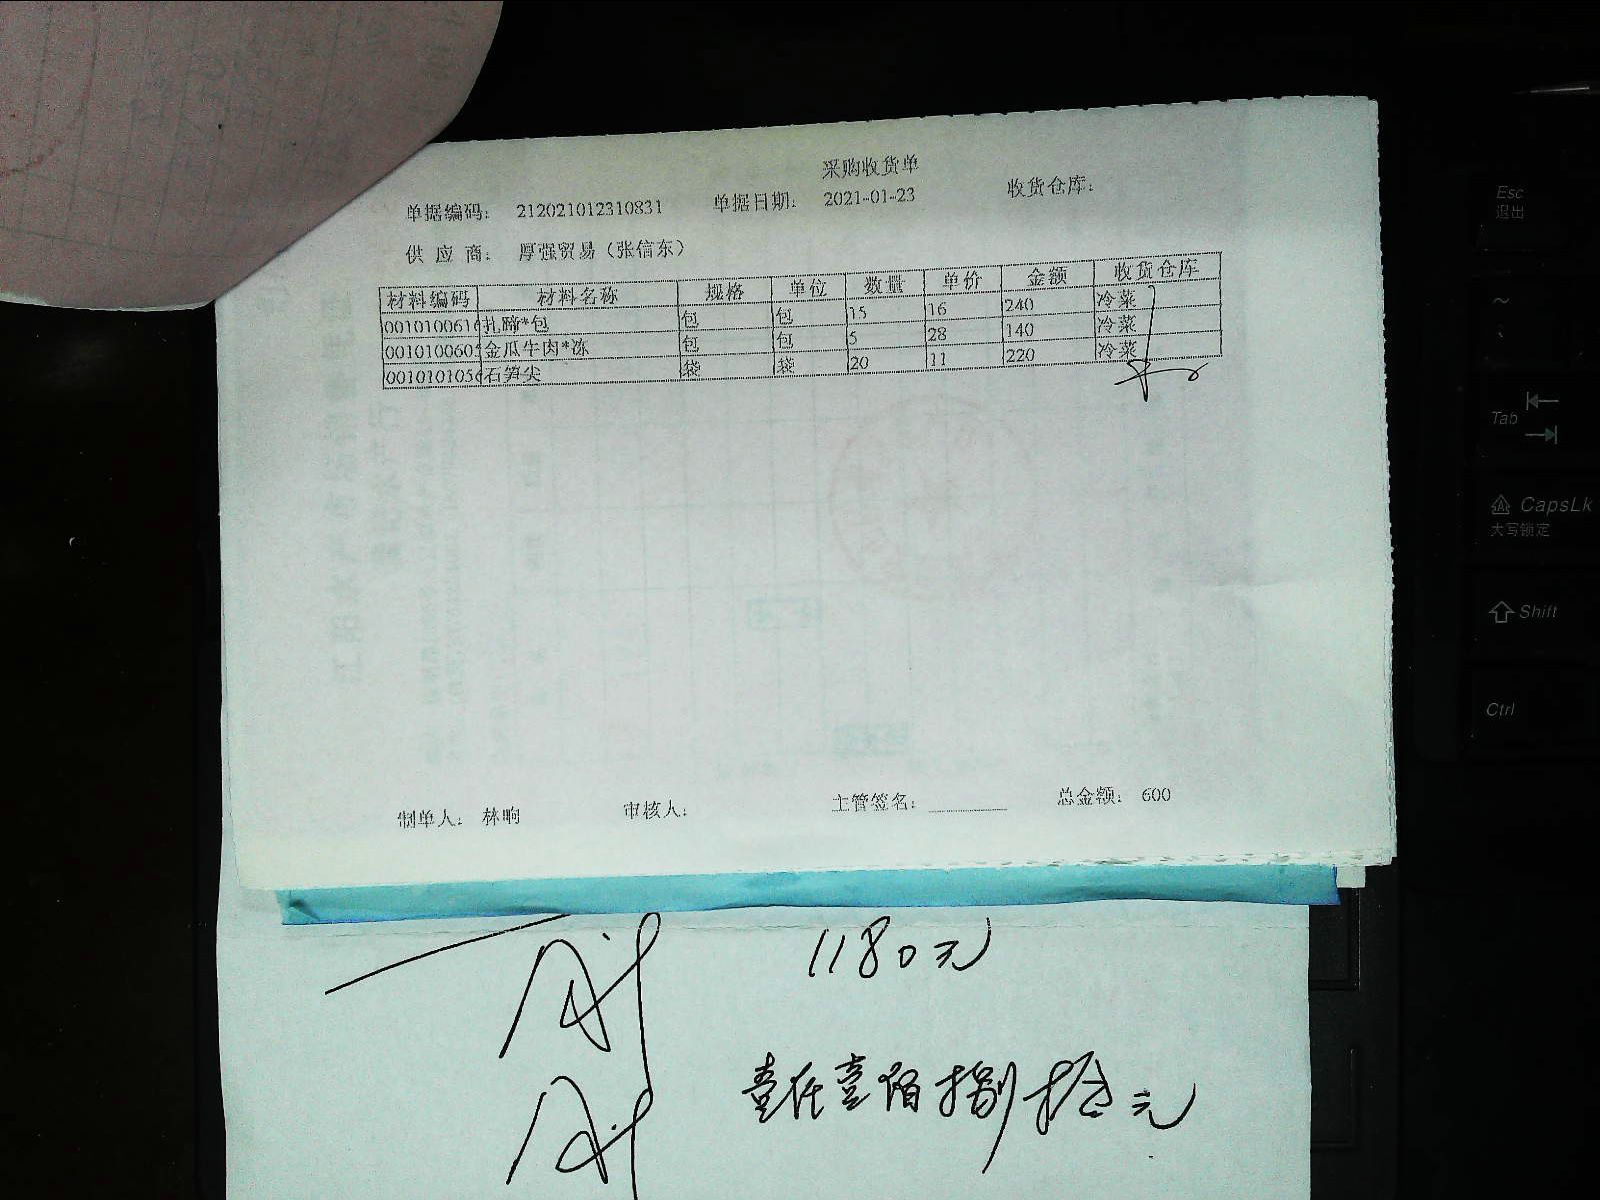 采购收货单
单据编码： 212021012310831 单据日期： 2021-01-23 收货仓库：
供 应 商： 厚强贸易（张信东）
材料编码 材料名称 规格 单位 数量 单价 金额 收货仓库
0010100616 扎蹄*包 包 包 15 16 240 冷菜
001010060 金瓜牛肉*冻 包 包 5 28 140 冷菜
001010105 石笋尖 袋 袋 20 11 220 冷菜
制单人： 林晌 审核人： 主管签名： 总金额： 600
1180元
壹仟壹佰捌拾元
Esc
退出
~
Tab
CapsLk
大写锁定
Shift
Ctrl